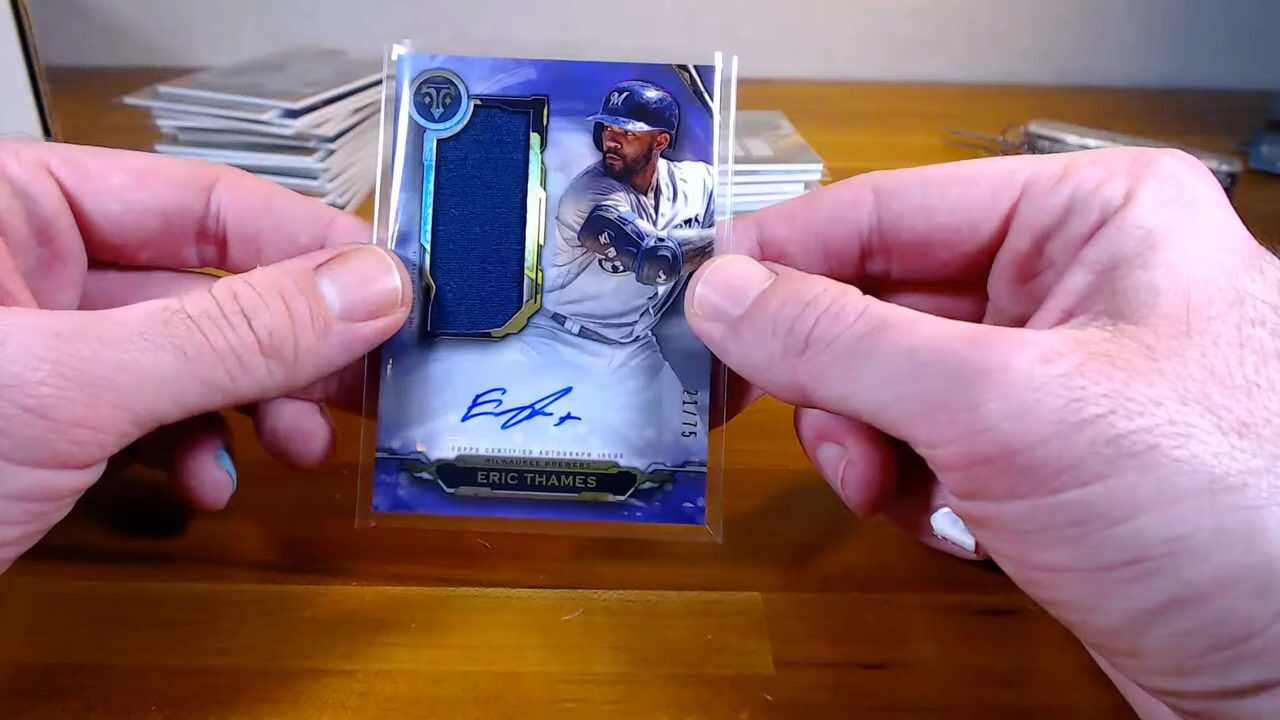 M
21/75
TOPPS CERTIFIED AUTOGRAPH ISSUE
MILWAUKEE BREWERS
ERIC THAMES